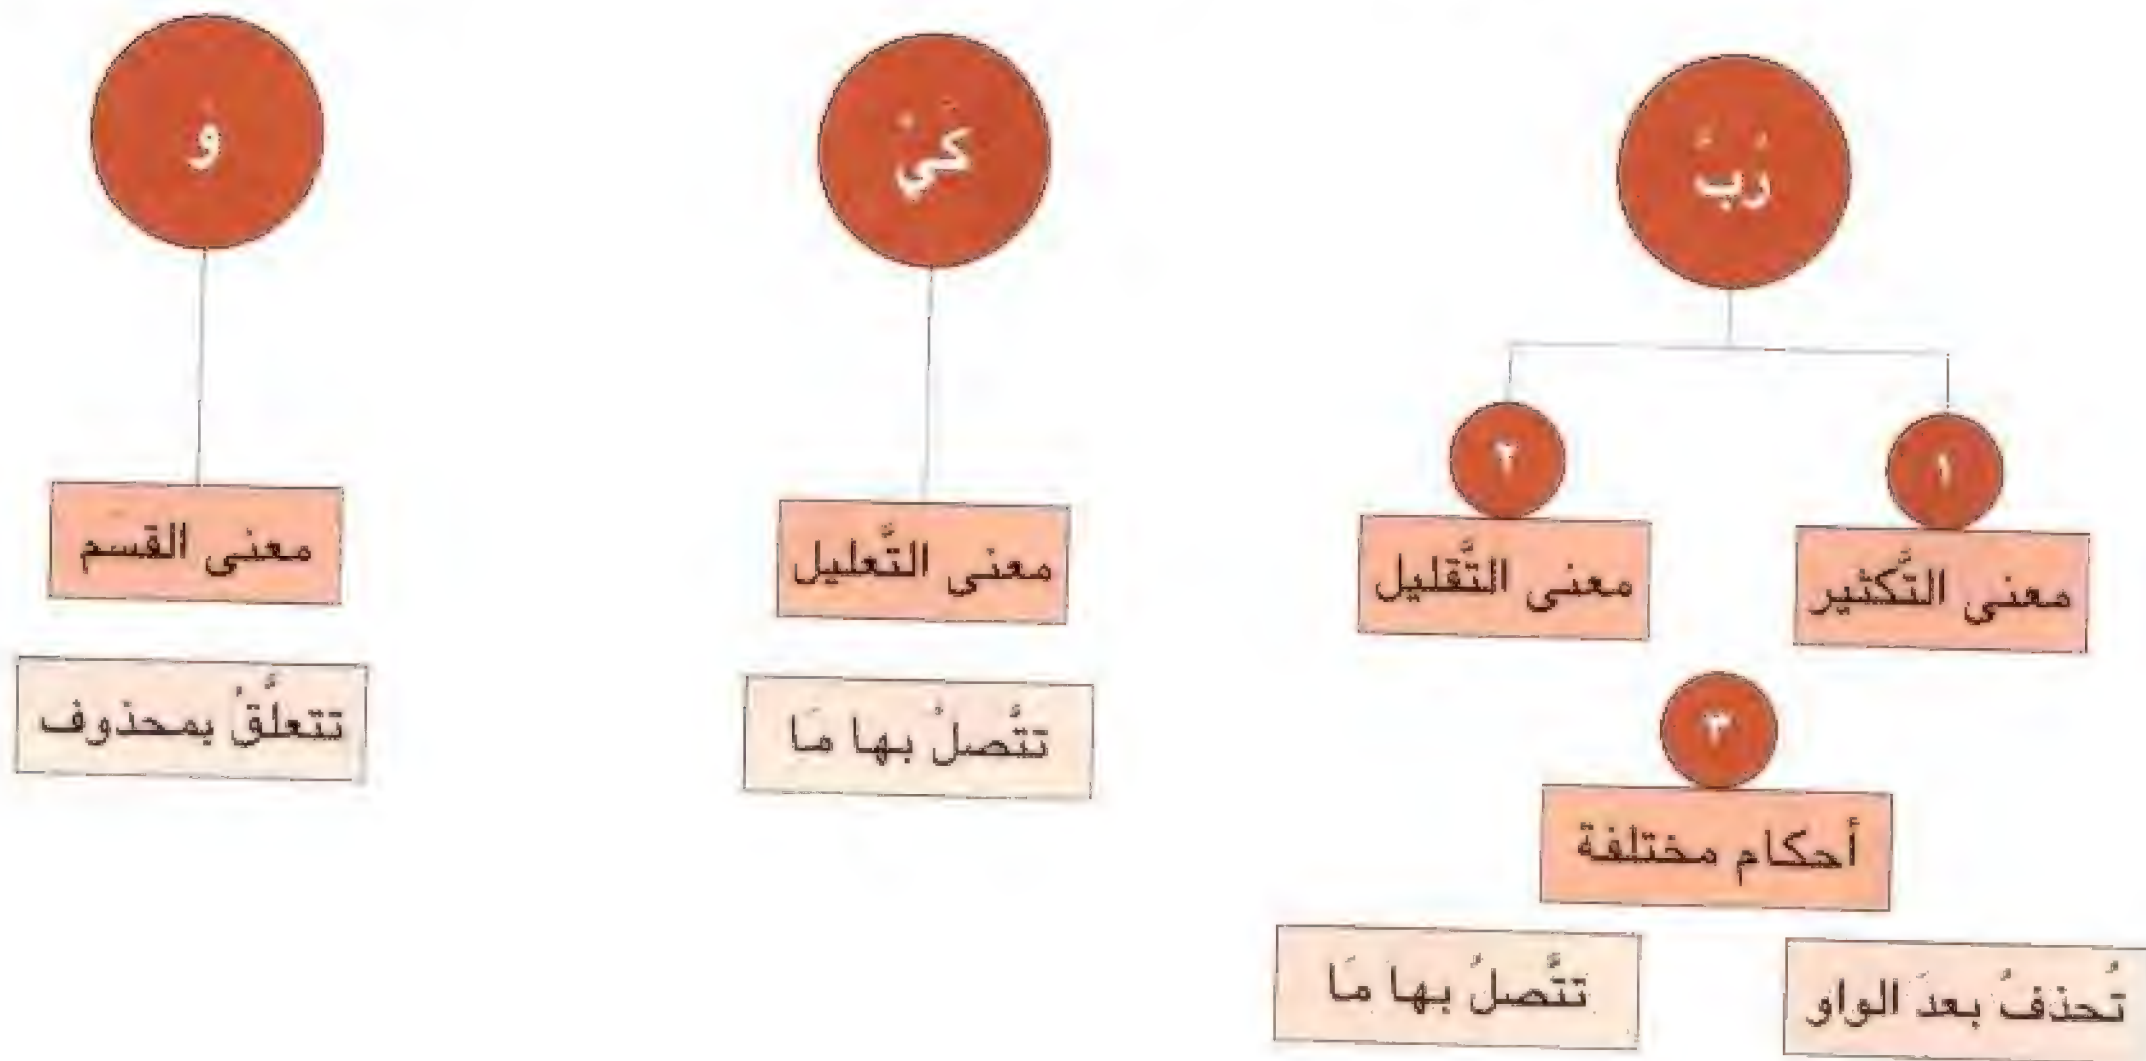 رُبَّ
كَيْ
وَ
١
٢
معنى التَّكثير
معنى التَّقليل
معنى التَّعليل
معنى القسم
تتَّصلُ بها مَا
تتعلَّقُ بمحذوف
٣
أحكام مختلفة
تُحذفُ بعدَ الواو
تتَّصلُ بها مَا